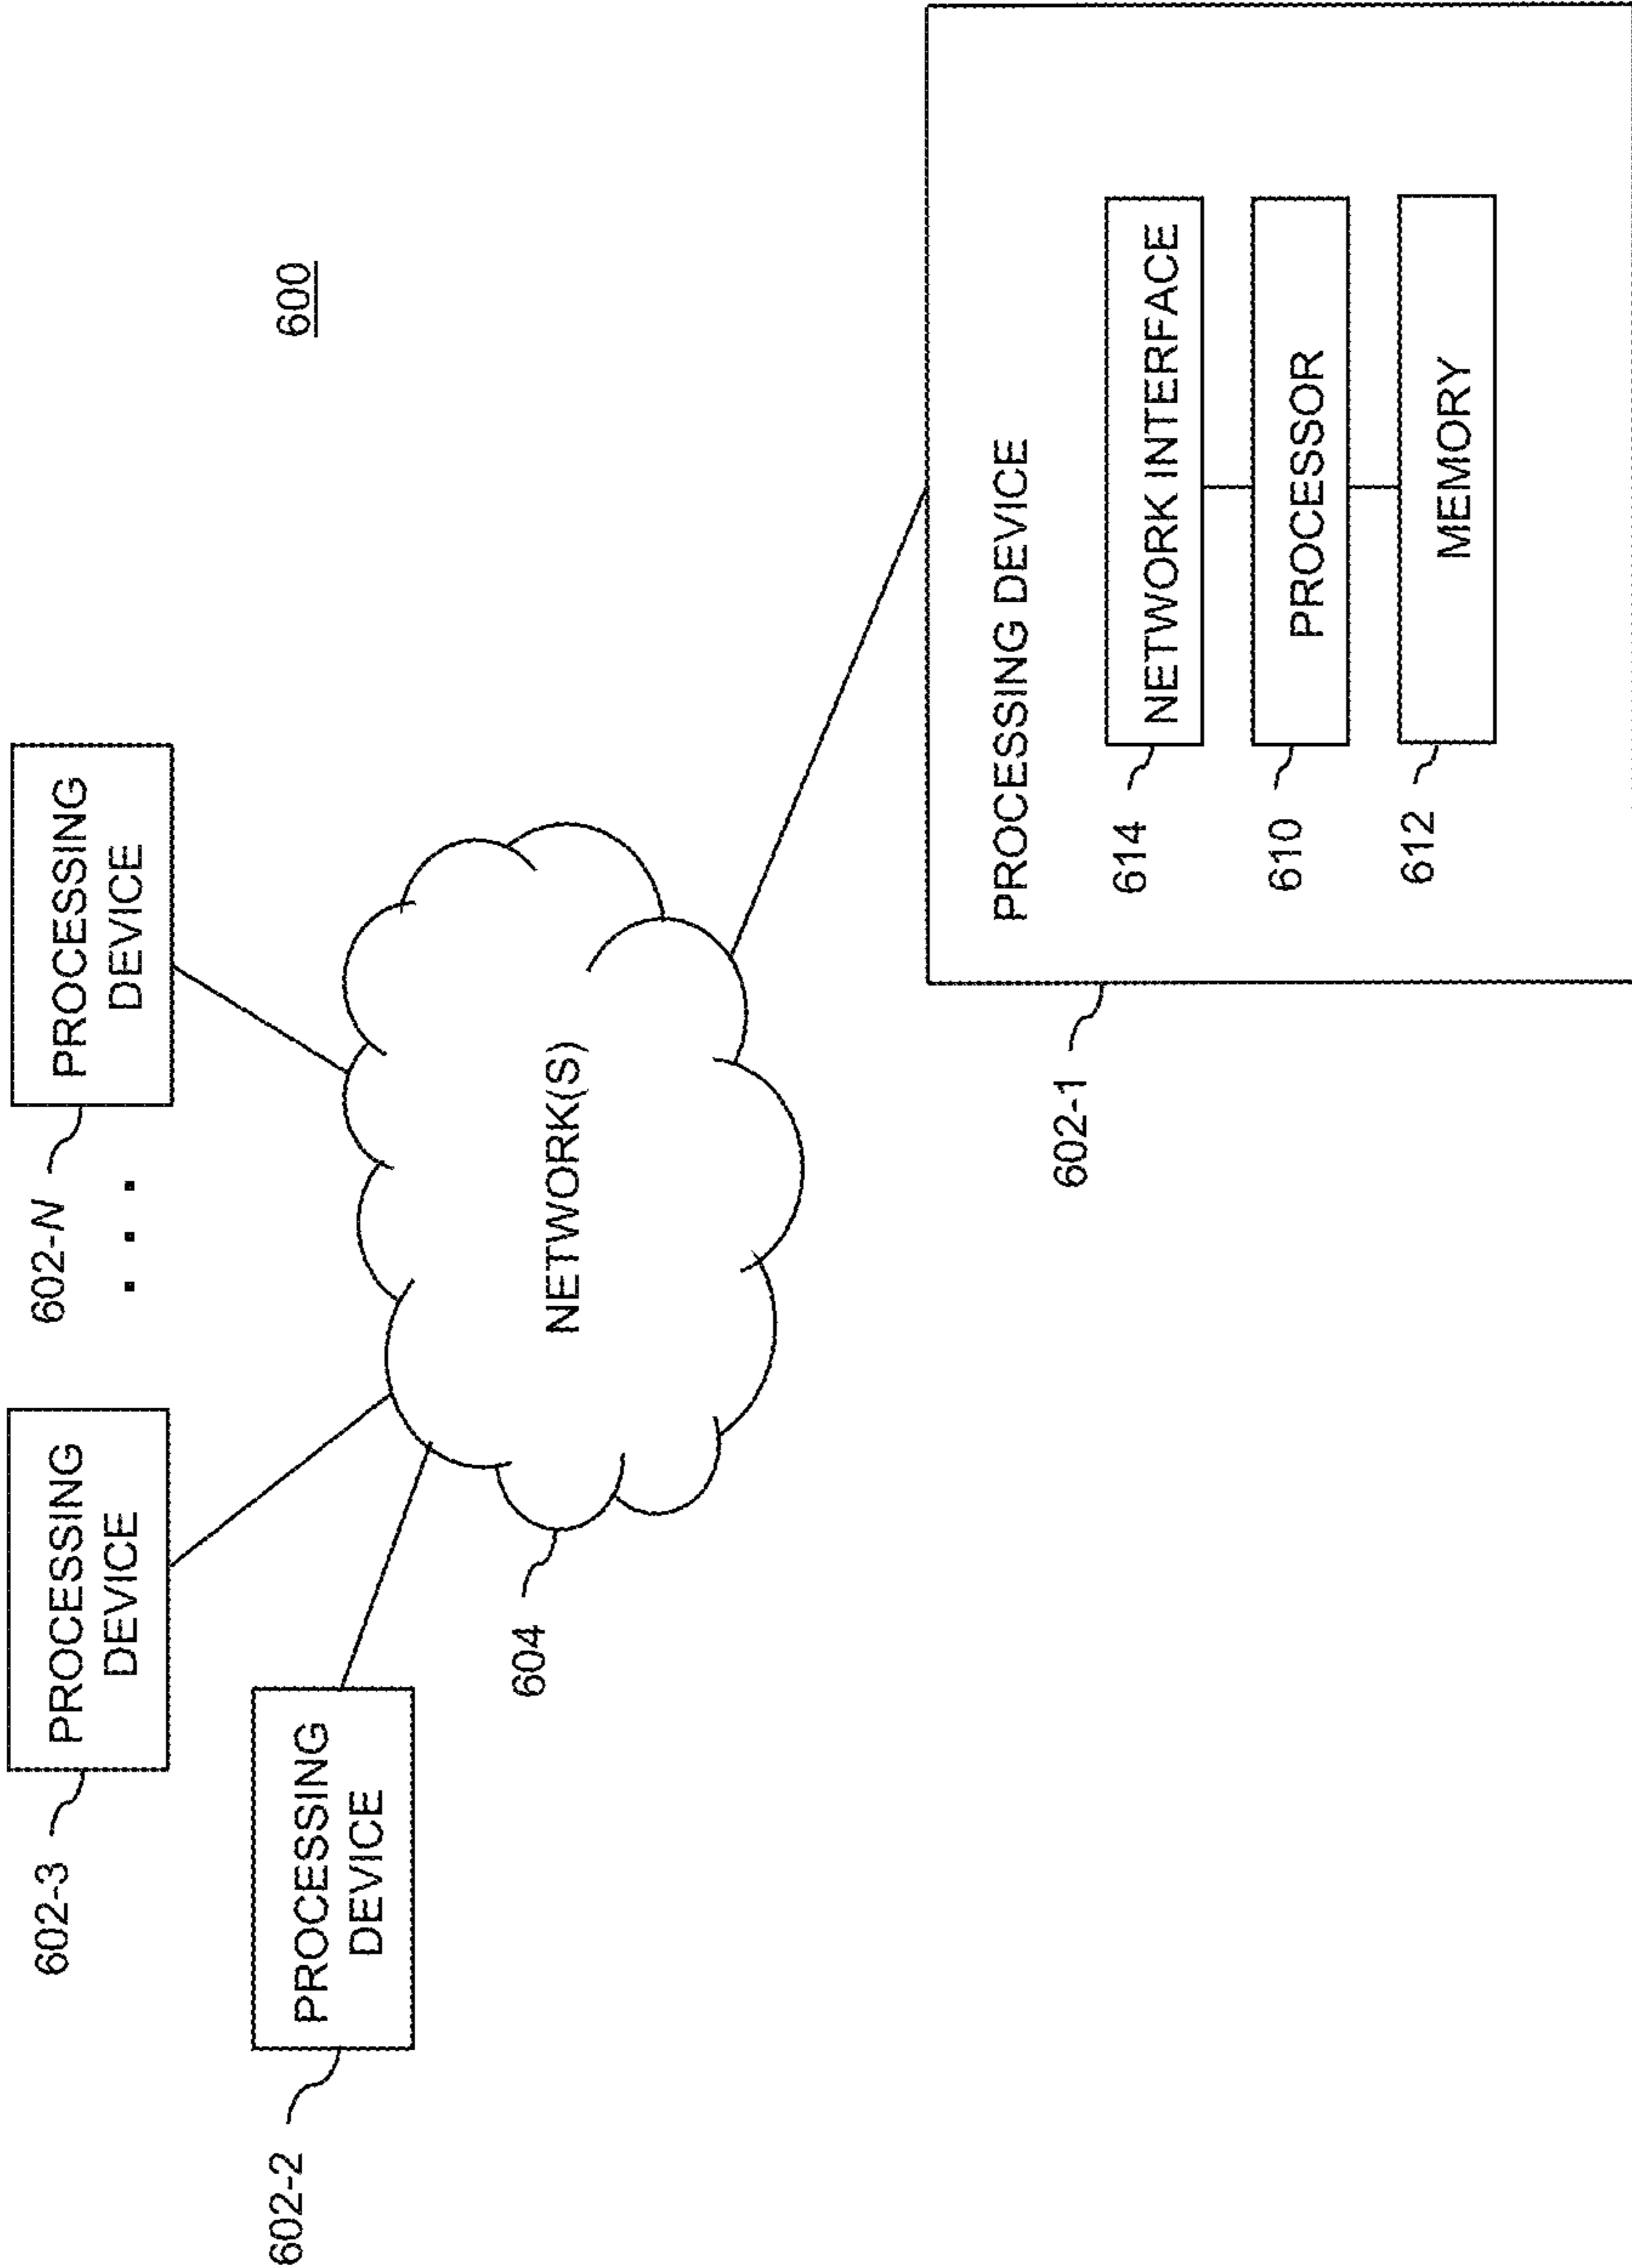 600
602-2
PROCESSING
DEVICE
602-3
PROCESSING
DEVICE
602-N
PROCESSING
DEVICE
. . .
604
NETWORK(S)
602-1
PROCESSING DEVICE
614
NETWORK INTERFACE
610
PROCESSOR
612
MEMORY